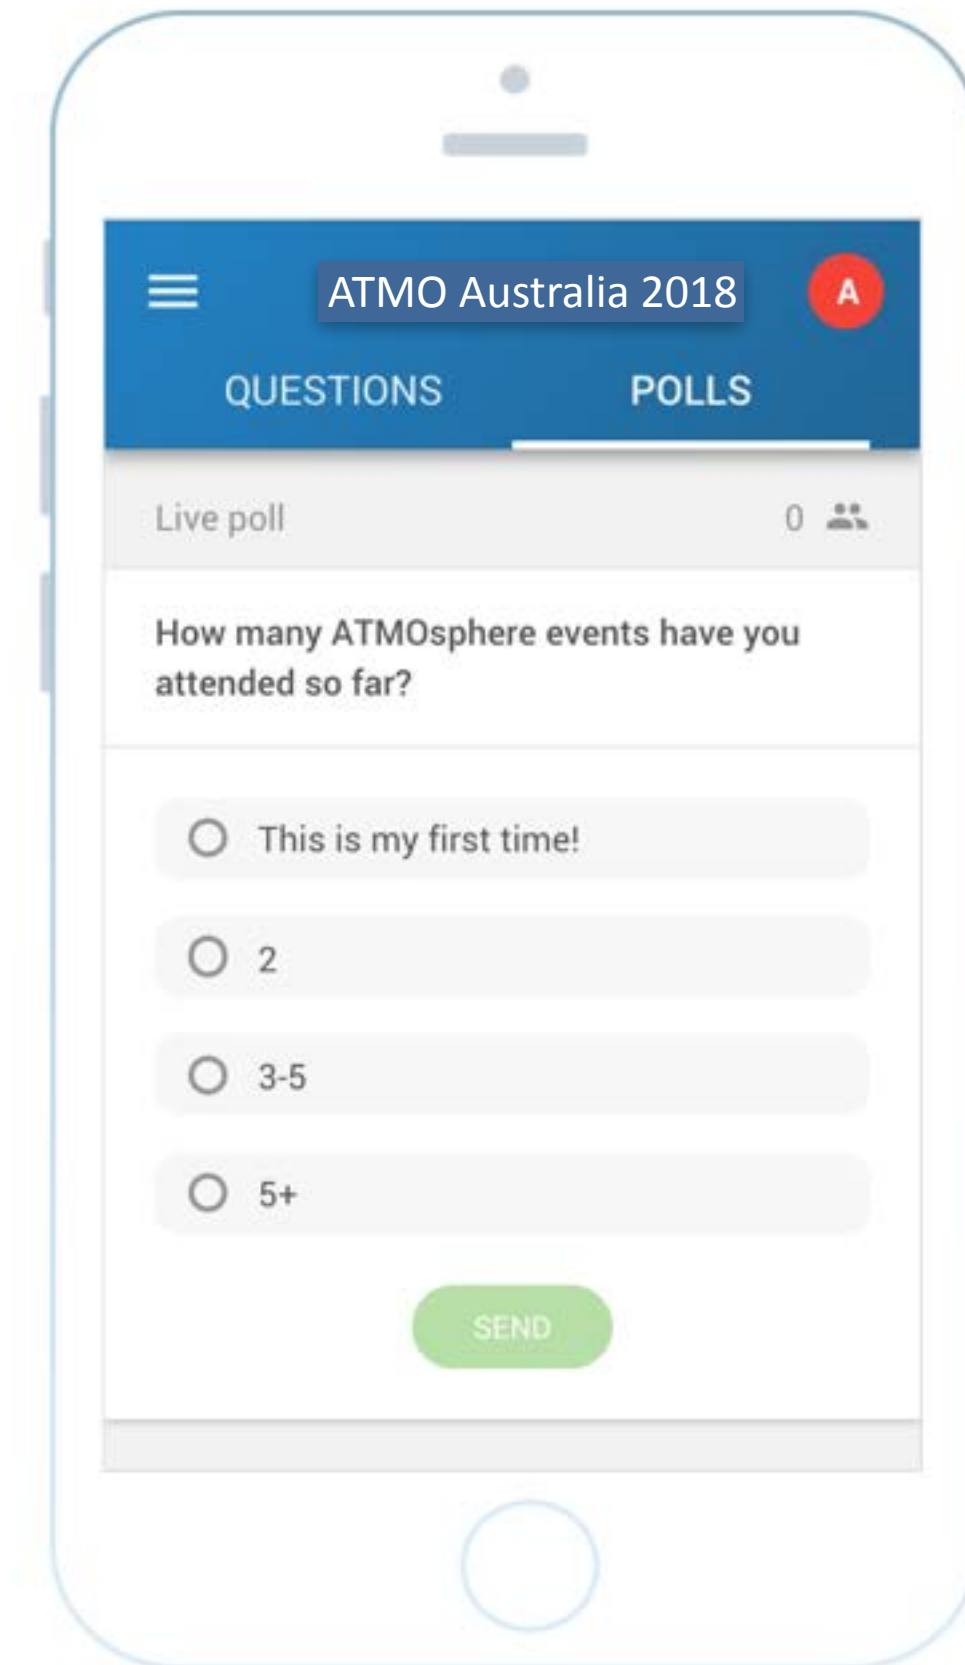 ATMO Australia 2018
A
QUESTIONS
POLLS
Live poll
0
How many ATMOsphere events have you
attended so far?
This is my first time!
2
3-5
5+
SEND